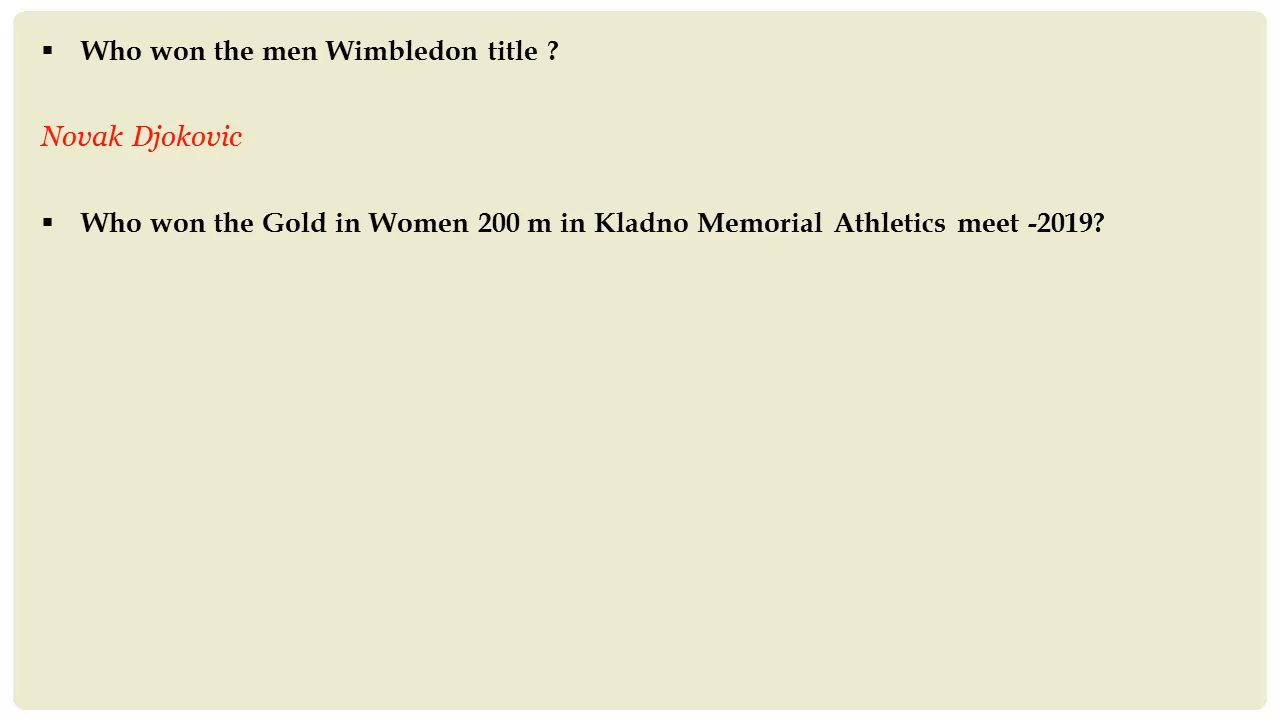 ▪ Who won the men Wimbledon title ?
Novak Djokovic
▪ Who won the Gold in Women 200 m in Kladno Memorial Athletics meet -2019?